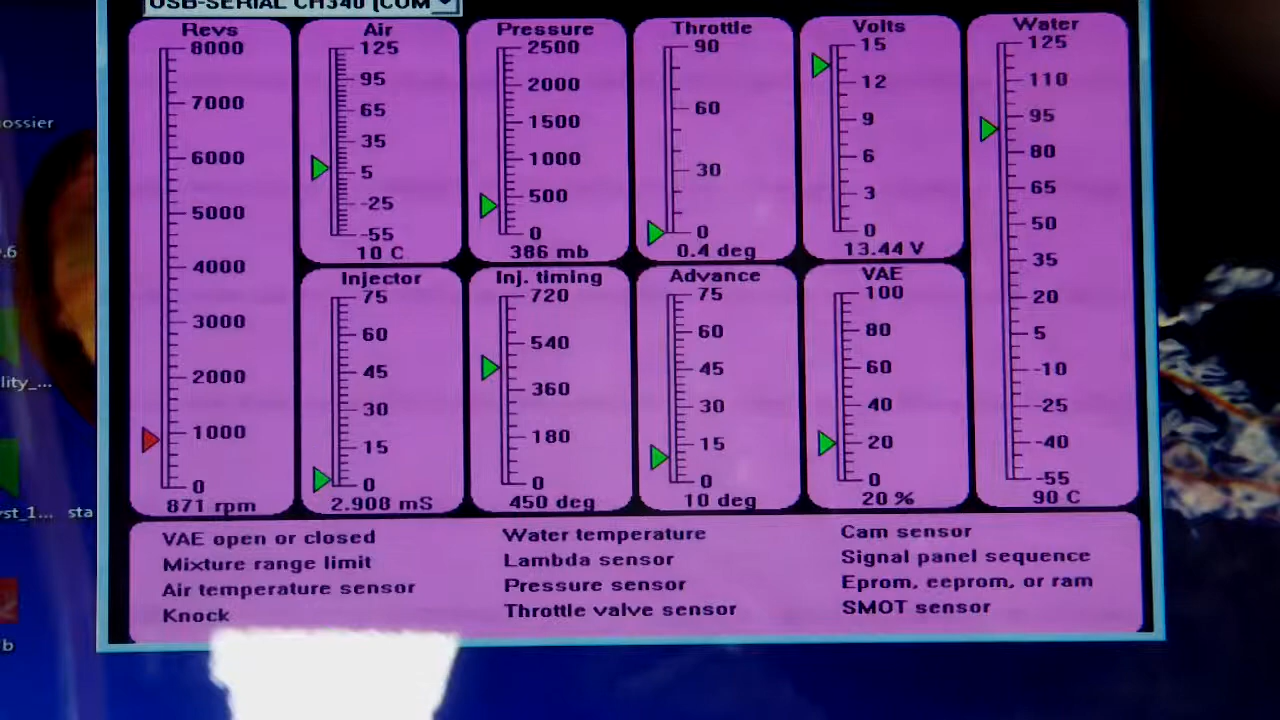 USB-SERIAL CH340 (COM
Revs
8000
7000
6000
5000
4000
3000
2000
1000
0
871 rpm
Air
125
95
65
35
5
-25
-55
10 C
Pressure
2500
2000
1500
1000
500
0
386 mb
Throttle
90
60
30
0
0.4 deg
Volts
15
12
9
6
3
0
13.44 V
Water
125
110
95
80
65
50
35
20
5
-10
-25
-40
-55
90 C
Injector
75
60
45
30
15
0
2.908 mS
Inj. timing
720
540
360
180
0
450 deg
Advance
75
60
45
30
15
0
10 deg
VAE
100
80
60
40
20
0
20 %
VAE open or closed
Mixture range limit
Air temperature sensor
Knock
Water temperature
Lambda sensor
Pressure sensor
Throttle valve sensor
Cam sensor
Signal panel sequence
Eprom, eeprom, or ram
SMOT sensor
ossier
.6
lity_...
st_1... sta
b